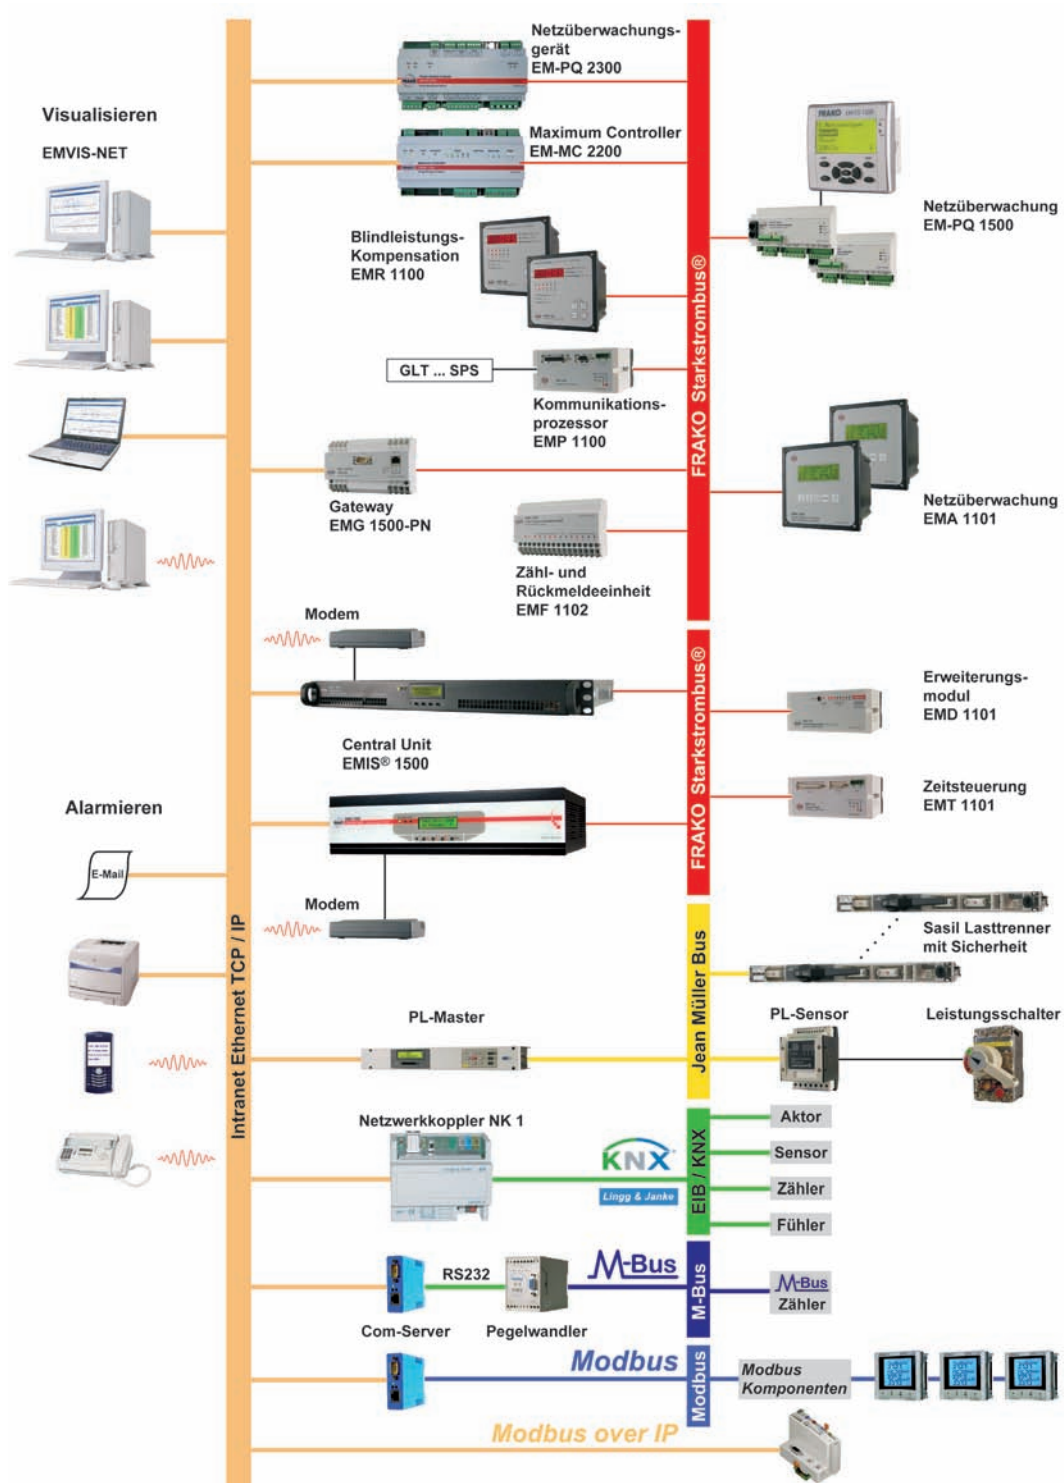 Netzüberwachungs-
gerät
EM-PQ 2300
Visualisieren
EMVIS-NET
Maximum Controller
EM-MC 2200
Blindleistungs-
Kompensation
EMR 1100
Netzüberwachung
EM-PQ 1500
FRAKO Starkstrombus®
GLT ... SPS
Kommunikations-
prozessor
EMP 1100
Gateway
EMG 1500-PN
Netzüberwachung
EMA 1101
Zähl- und
Rückmeldeeinheit
EMF 1102
Modem
FRAKO Starkstrombus®
Erweiterungs-
modul
EMD 1101
Central Unit
EMIS® 1500
Zeitsteuerung
EMT 1101
Alarmieren
E-Mail
Modem
Intranet Ethernet TCP / IP
Sasil Lasttrenner
mit Sicherheit
Jean Müller Bus
PL-Master
PL-Sensor
Leistungsschalter
Netzwerkkoppler NK 1
KNX®
Lingg & Janke
EIB / KNX
Aktor
Sensor
Zähler
Fühler
RS232
M-Bus
M-Bus
M-Bus
Zähler
Com-Server
Pegelwandler
Modbus
Modbus
Modbus
Komponenten
Modbus over IP